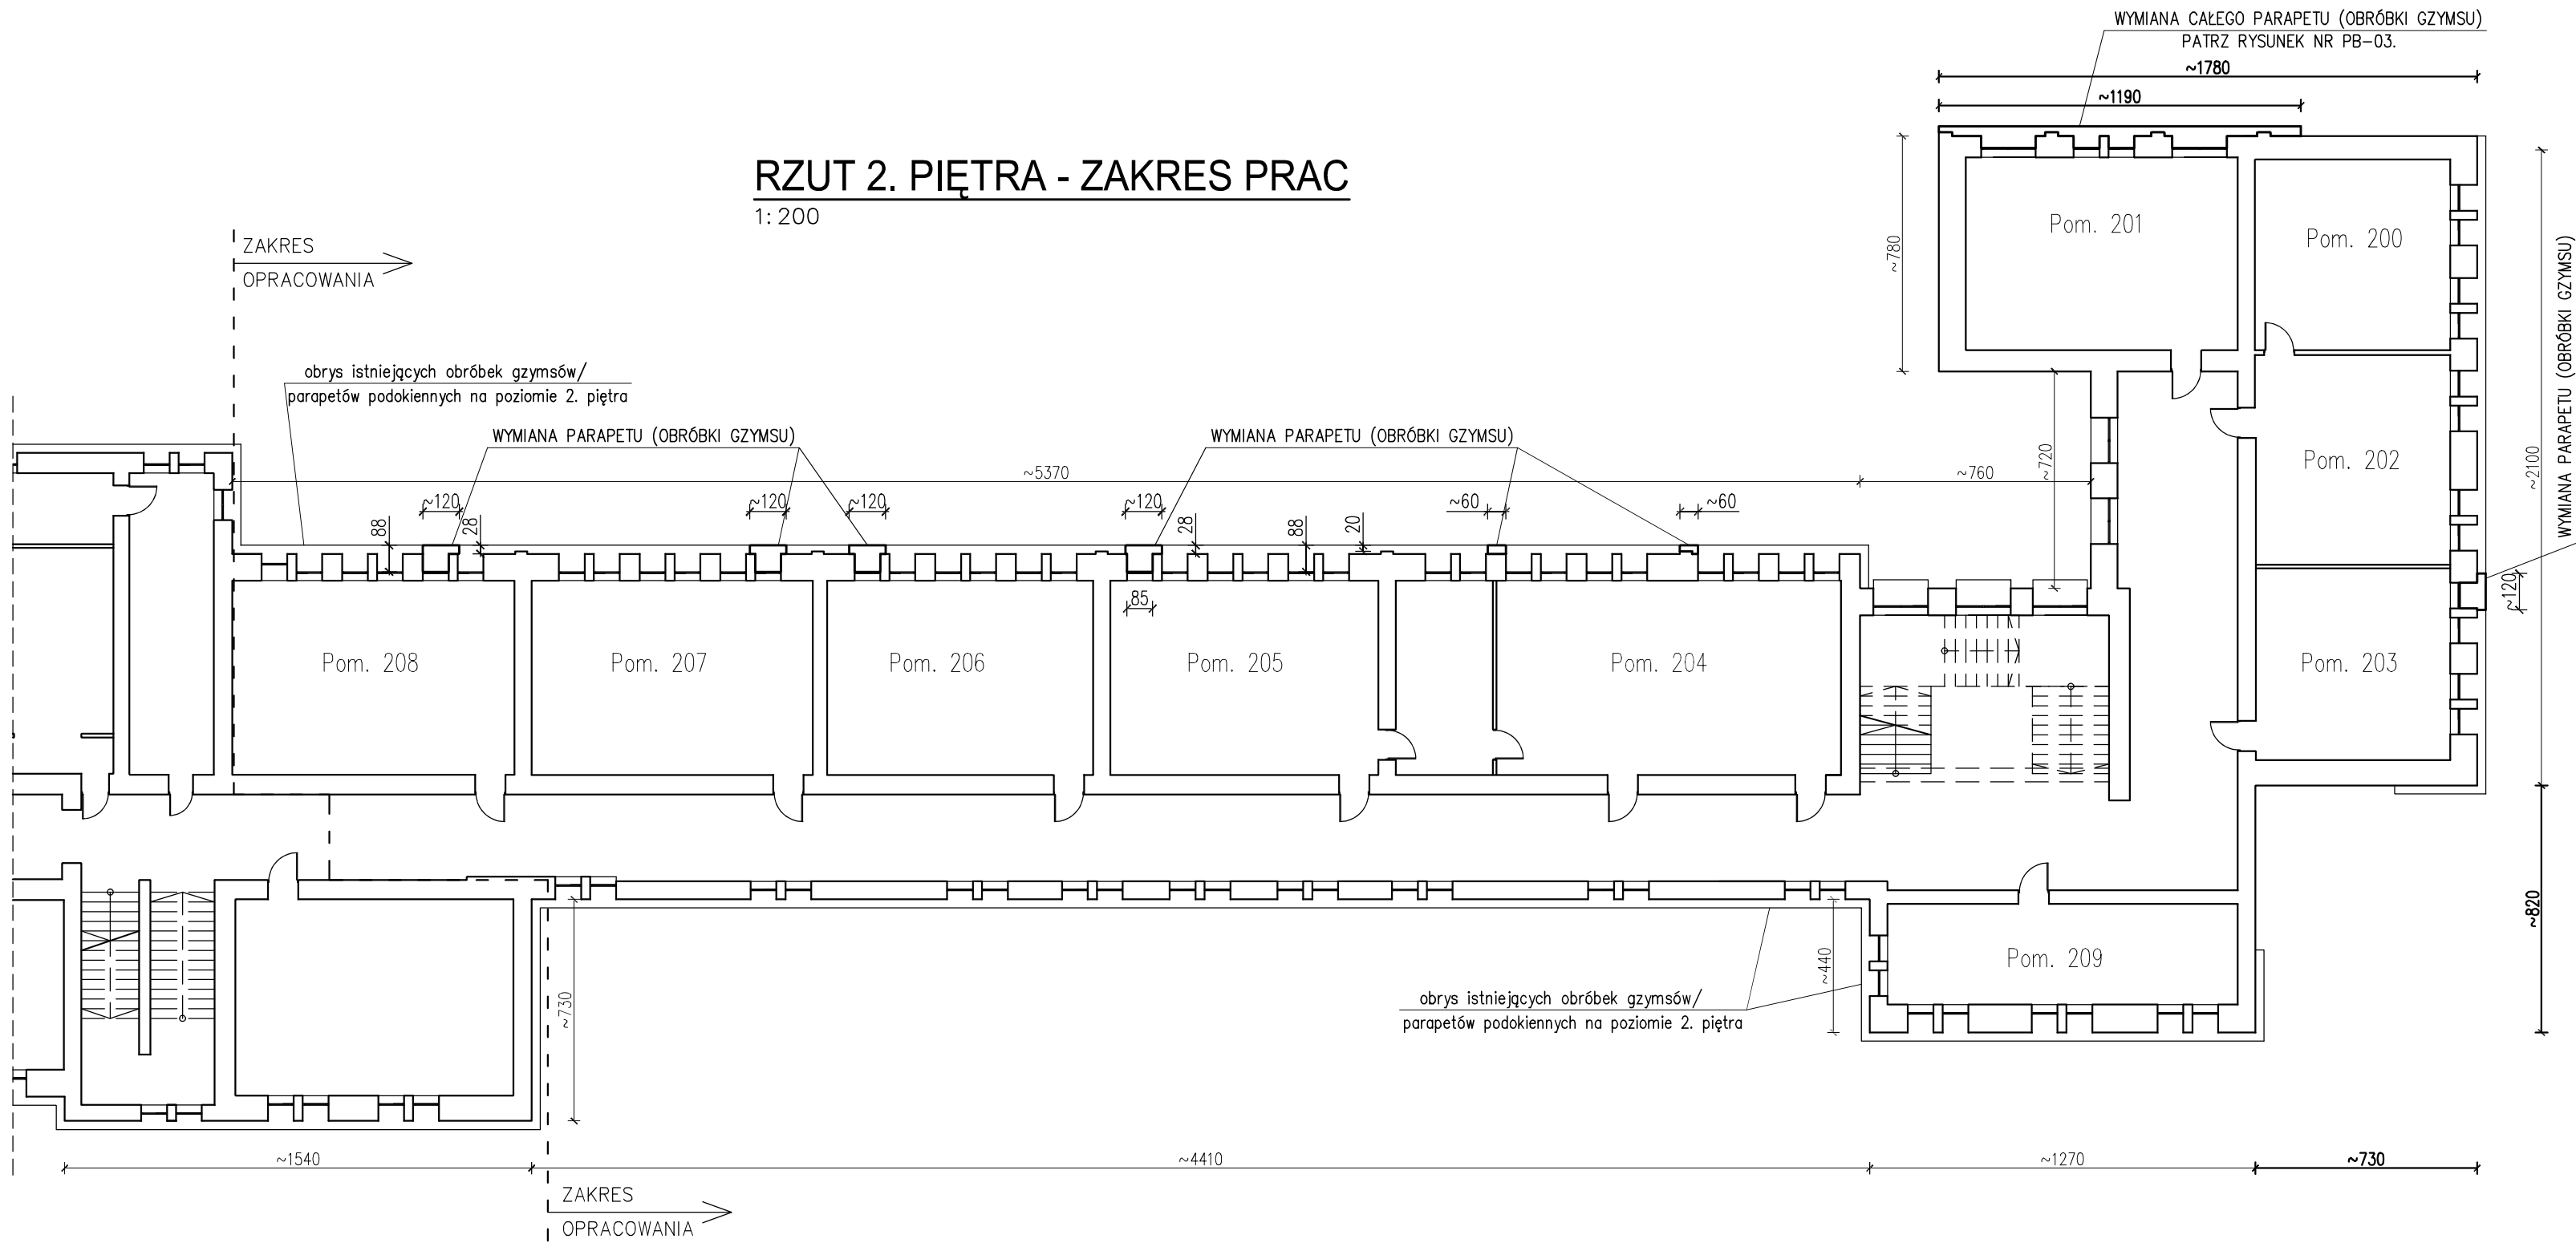 WYMIANA CAŁEGO PARAPETU (OBRÓBKI GZYMSU)
PATRZ RYSUNEK NR PB-03.
~1780
~1190
RZUT 2. PIĘTRA - ZAKRES PRAC
1:200
ZAKRES
OPRACOWANIA
~780
Pom. 201
Pom. 200
WYMIANA PARAPETU (OBRÓBKI GZYMSU)
obrys istniejących obróbek gzymsów/
parapetów podokiennych na poziomie 2. piętra
WYMIANA PARAPETU (OBRÓBKI GZYMSU)
WYMIANA PARAPETU (OBRÓBKI GZYMSU)
~5370
~760
~720
Pom. 202
~2100
~120
~120
~120
~120
~60
~60
88
28
28
88
20
85
~120
Pom. 208
Pom. 207
Pom. 206
Pom. 205
Pom. 204
Pom. 203
~820
~730
~440
Pom. 209
obrys istniejących obróbek gzymsów/
parapetów podokiennych na poziomie 2. piętra
~1540
~4410
~1270
~730
ZAKRES
OPRACOWANIA